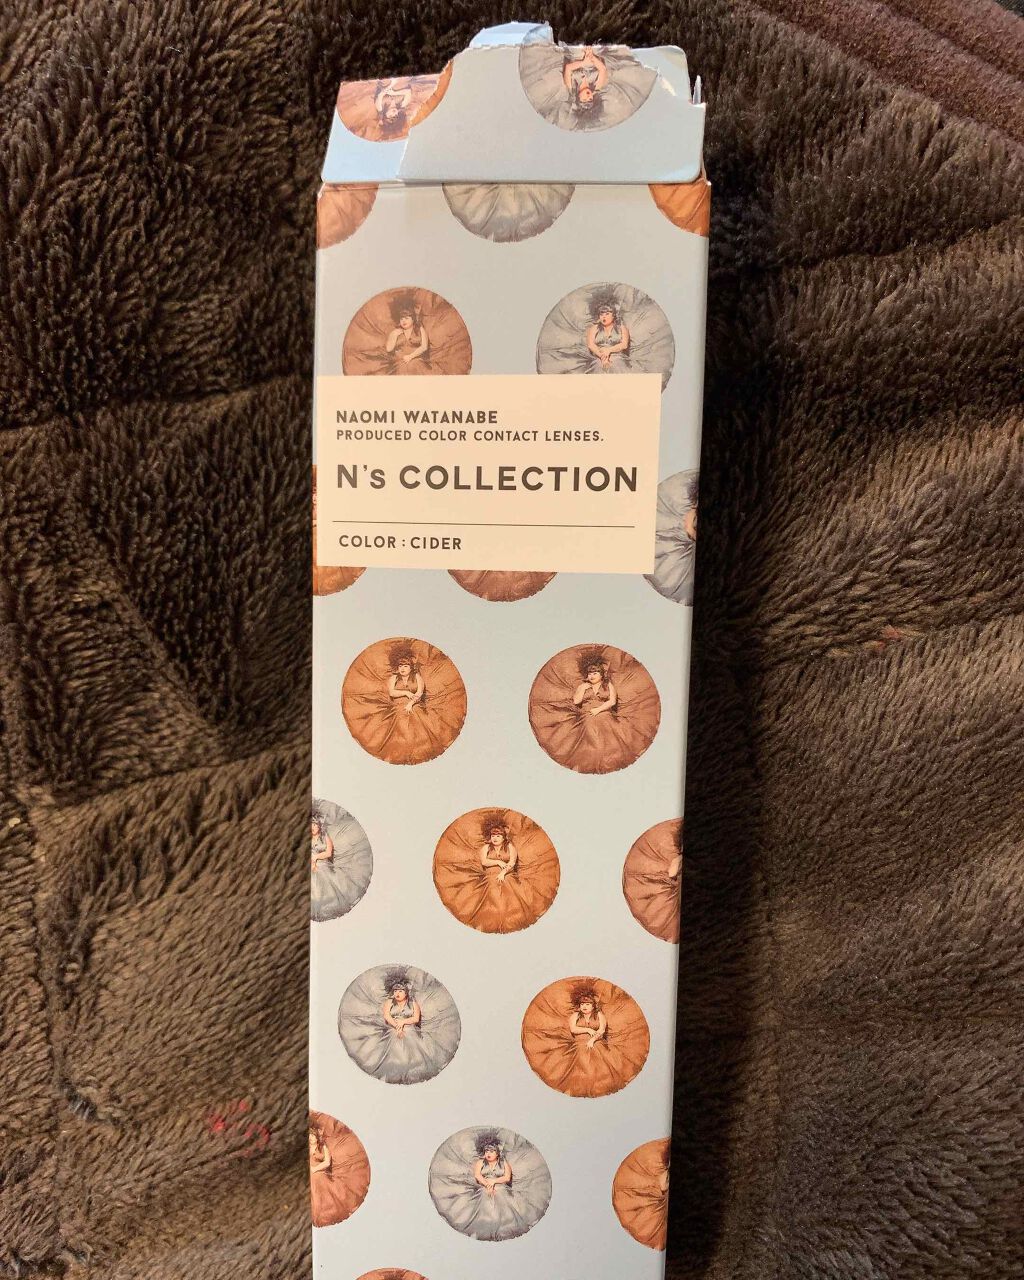 NAOMI WATANABE
PRODUCED COLOR CONTACT LENSES.
N's COLLECTION
COLOR : CIDER